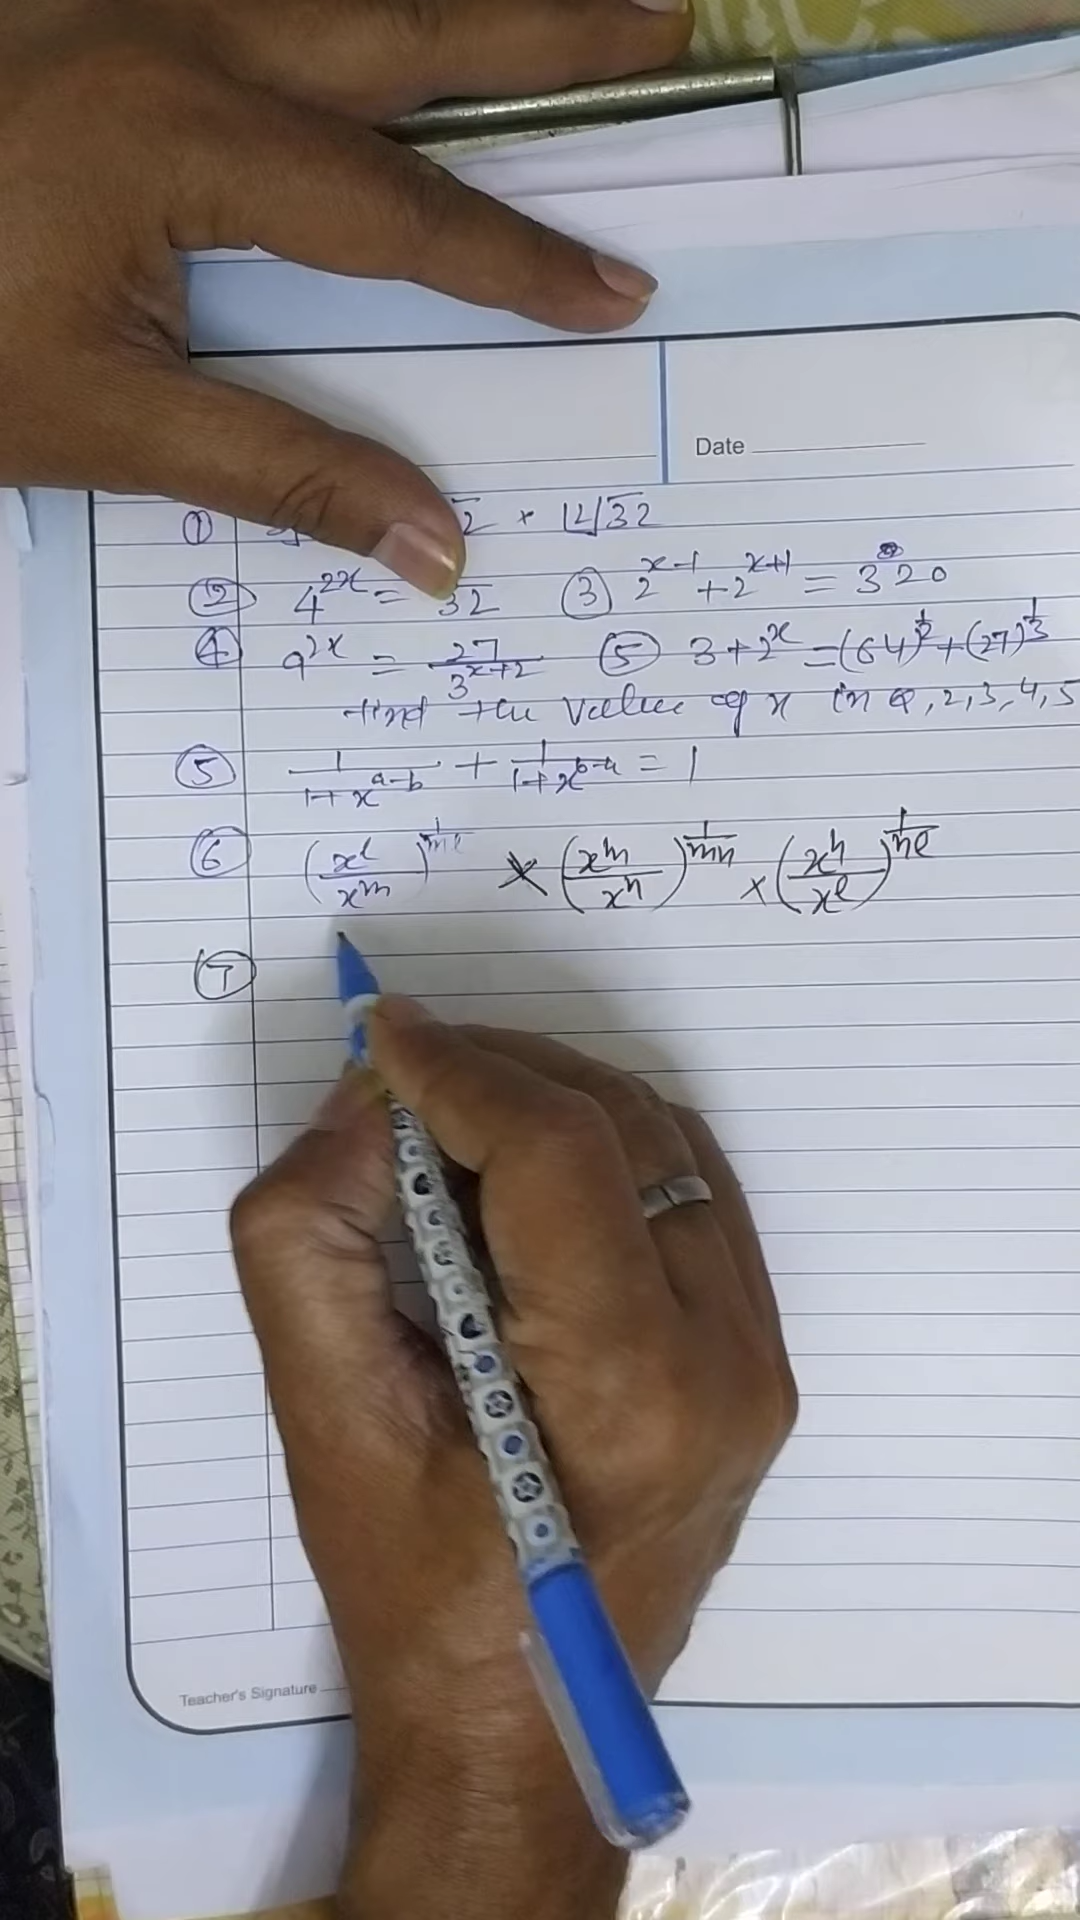 Date
① 2 × ¹²√32
② 4^2x = 32 ③ 2^x-1 + 2^x+1 = 320
④ 9^2x = 27/3^x+2 ⑤ 3+2^x = (64)^1/2 + (27)^1/3
find the value of x in Q, 2, 3, 4, 5
⑤ 1/1+x^a-b + 1/1+x^b-a = 1
⑥ (x^l/x^m)^1/ml × (x^m/x^n)^1/mn × (x^n/x^l)^1/nl
⑦
Teacher's Signature